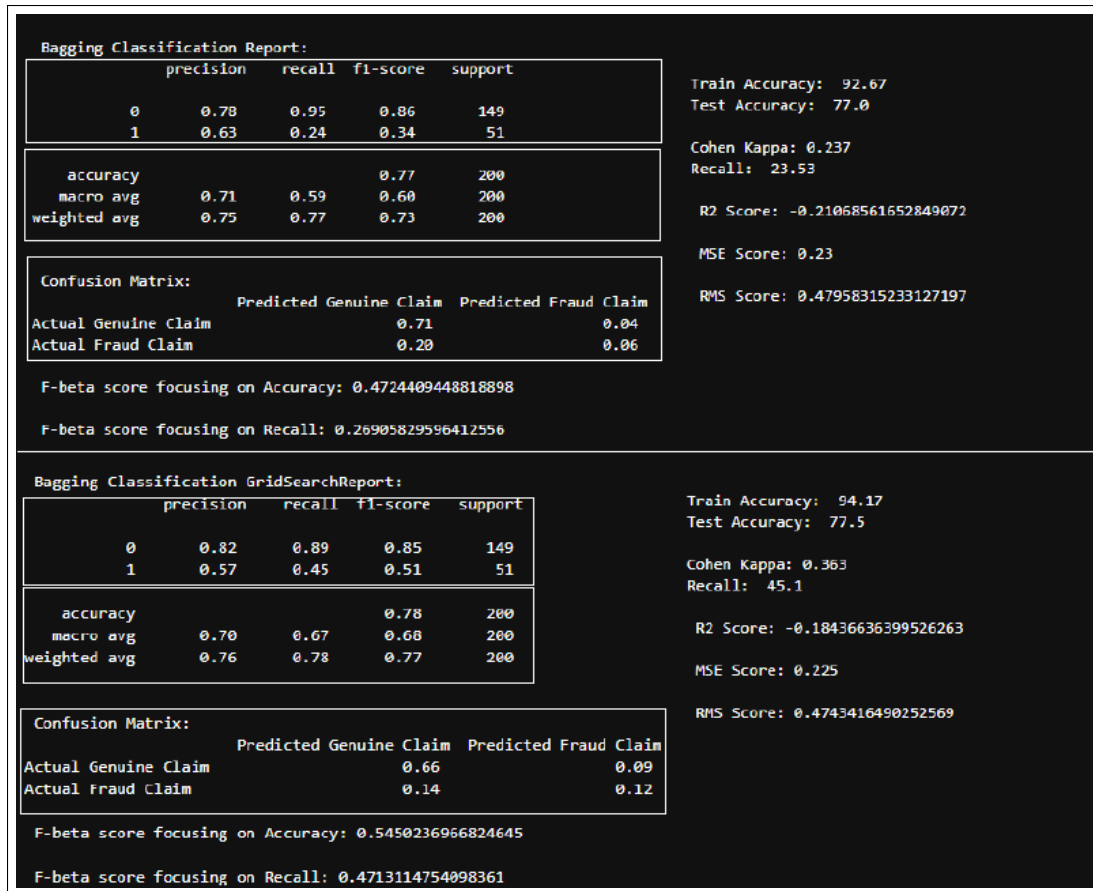 Bagging Classification Report:
precision recall f1-score support
0 0.78 0.95 0.86 149
1 0.63 0.24 0.34 51
accuracy 0.77 200
macro avg 0.71 0.59 0.60 200
weighted avg 0.75 0.77 0.73 200
Confusion Matrix:
Predicted Genuine Claim Predicted Fraud Claim
Actual Genuine Claim 0.71 0.04
Actual Fraud Claim 0.20 0.06
F-beta score focusing on Accuracy: 0.4724409448818898
F-beta score focusing on Recall: 0.26905829596412556
Train Accuracy: 92.67
Test Accuracy: 77.0
Cohen Kappa: 0.237
Recall: 23.53
R2 Score: -0.21068561652849072
MSE Score: 0.23
RMS Score: 0.47958315233127197
Bagging Classification GridSearchReport:
precision recall f1-score support
0 0.82 0.89 0.85 149
1 0.57 0.45 0.51 51
accuracy 0.78 200
macro avg 0.70 0.67 0.68 200
weighted avg 0.76 0.78 0.77 200
Confusion Matrix:
Predicted Genuine Claim Predicted Fraud Claim
Actual Genuine Claim 0.66 0.09
Actual Fraud Claim 0.14 0.12
F-beta score focusing on Accuracy: 0.5450236966824645
F-beta score focusing on Recall: 0.4713114754098361
Train Accuracy: 94.17
Test Accuracy: 77.5
Cohen Kappa: 0.363
Recall: 45.1
R2 Score: -0.18436636399526263
MSE Score: 0.225
RMS Score: 0.4743416490252569